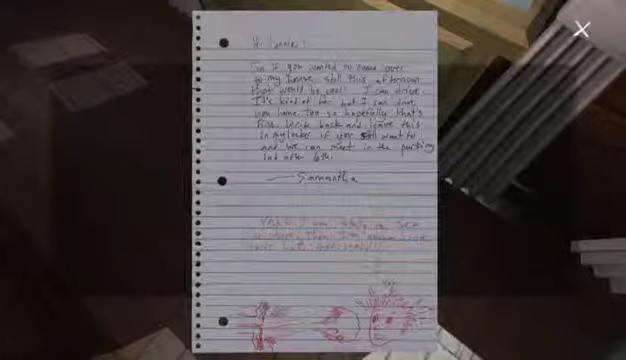 Hi Lonnie!
So if you wanted to come over
to my house still this afternoon
that would be cool! I can drive.
It's kind of far but I can drive
you home too so hopefully that's
fine. Write back and leave this
in my locker if you still want to
and we can meet in the parking
lot after 6th.
—Samantha
Yeah